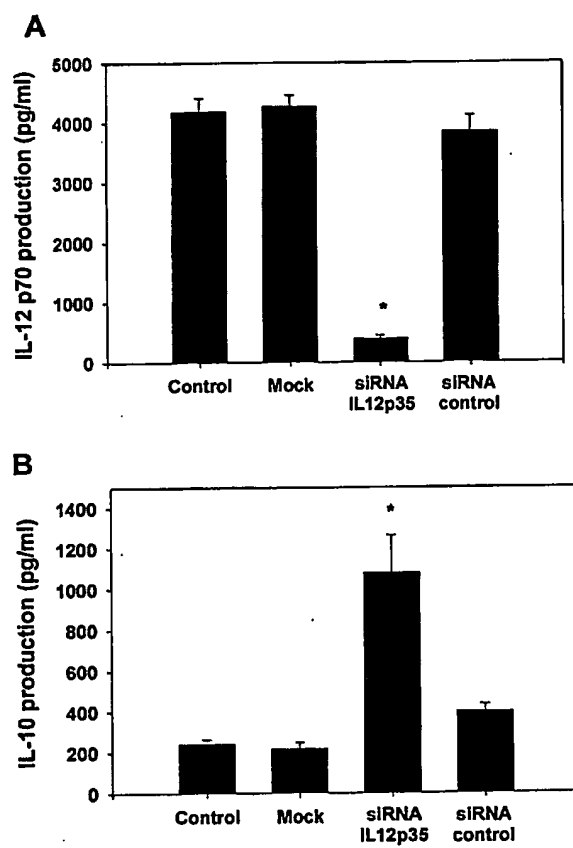 A
IL-12 p70 production (pg/ml)
5000
4000
3000
2000
1000
0
*
Control
Mock
siRNA
IL12p35
siRNA
control
B
IL-10 production (pg/ml)
1400
1200
1000
800
600
400
200
0
*
Control
Mock
siRNA
IL12p35
siRNA
control